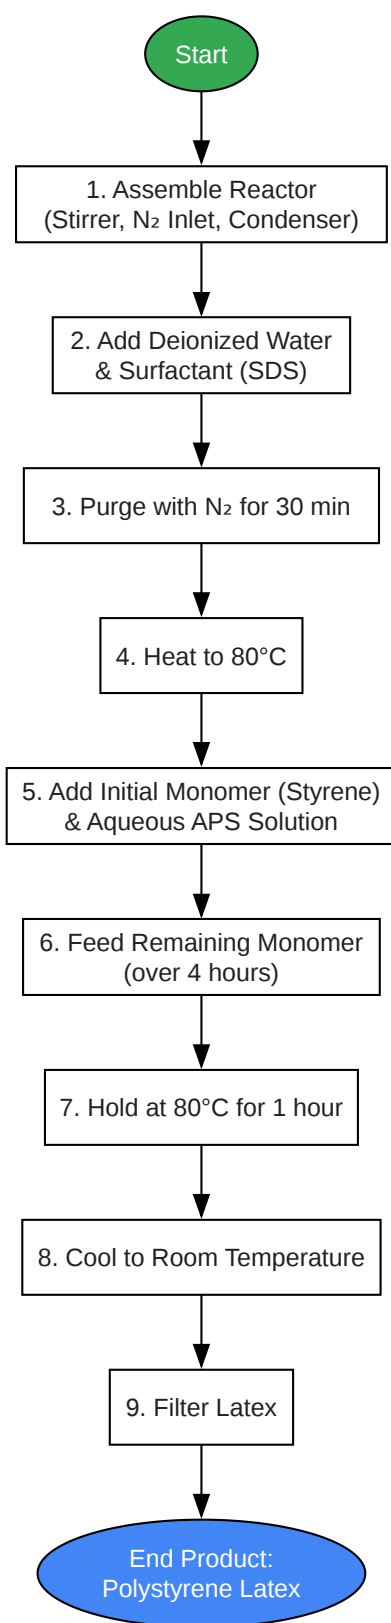 Start
1. Assemble Reactor
(Stirrer, N₂ Inlet, Condenser)
2. Add Deionized Water
& Surfactant (SDS)
3. Purge with N₂ for 30 min
4. Heat to 80°C
5. Add Initial Monomer (Styrene)
& Aqueous APS Solution
6. Feed Remaining Monomer
(over 4 hours)
7. Hold at 80°C for 1 hour
8. Cool to Room Temperature
9. Filter Latex
End Product:
Polystyrene Latex